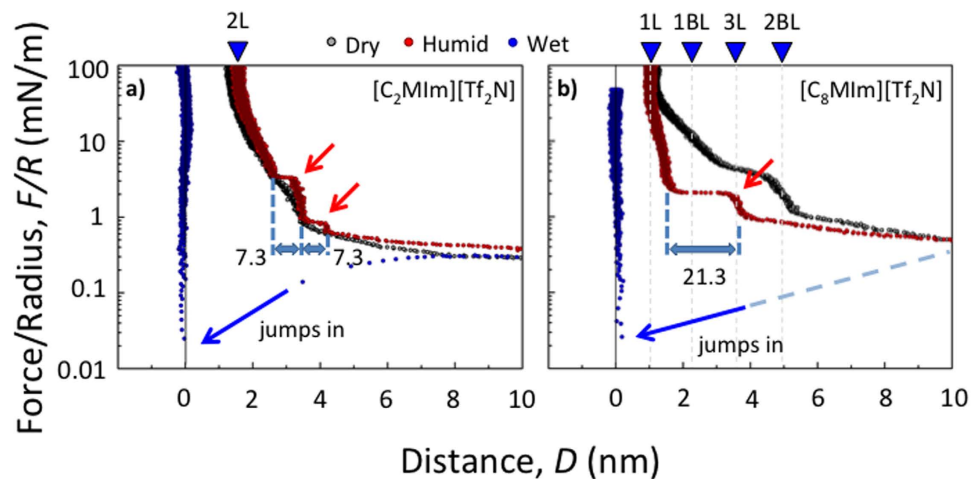 2L 1L 1BL 3L 2BL
Dry Humid Wet
a) [C2MIm][Tf2N]
b) [C8MIm][Tf2N]
Force/Radius, F/R (mN/m)
100
10
1
0.1
0.01
7.3 7.3
jumps in
21.3
jumps in
0 2 4 6 8 10
0 2 4 6 8 10
Distance, D (nm)